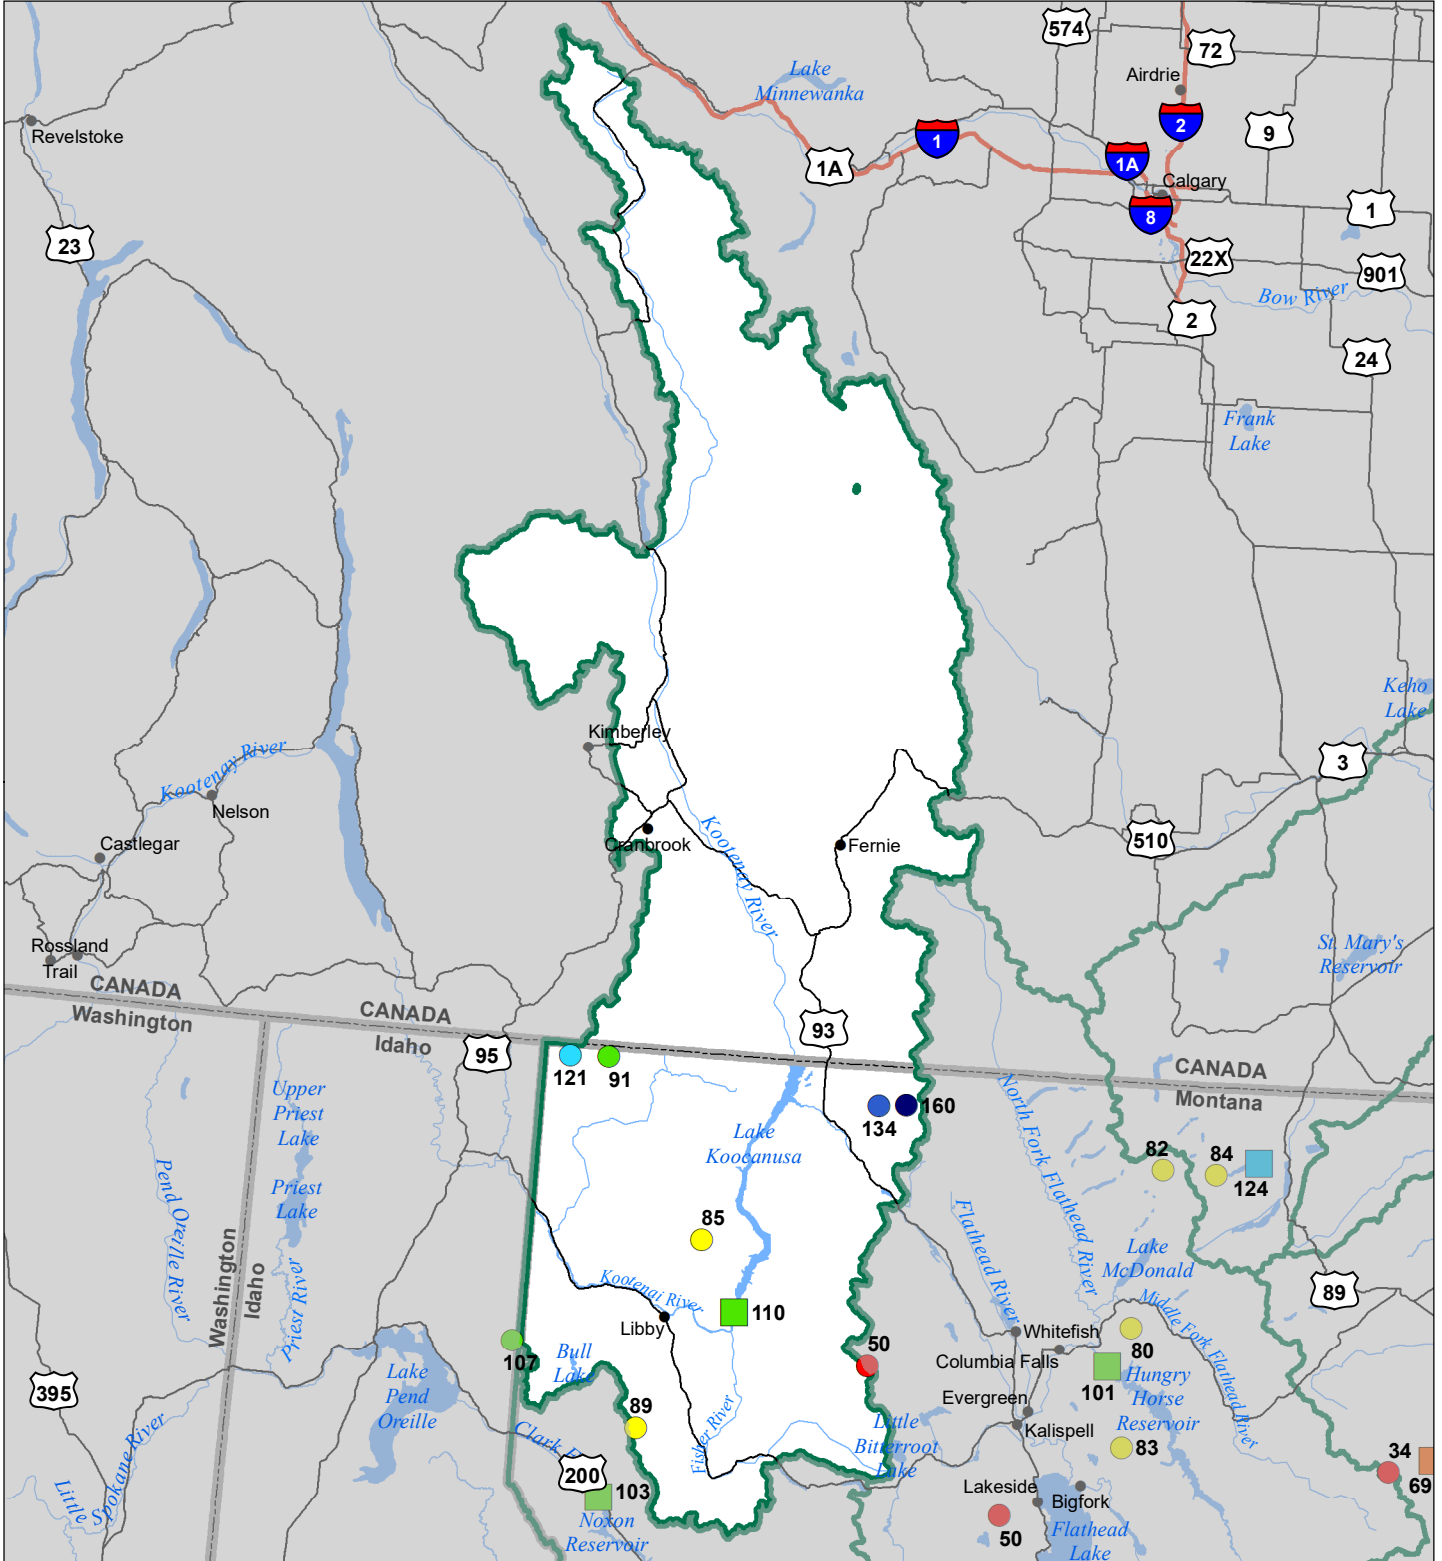 574
72
Lake
Minnewanka
Airdrie
2
9
Revelstoke
1
1A
1A
Calgary
8
1
23
22X
901
Bow River
2
24
Frank
Lake
Keho
Lake
Kimberley
Kootenay River
3
Nelson
Kootenay River
Castlegar
Cranbrook
Fernie
510
Rossland
Trail
St. Mary's
Reservoir
CANADA
Washington
CANADA
Idaho
95
93
121
91
CANADA
Montana
North Fork Flathead River
160
134
Upper
Priest
Lake
Lake
Koocanusa
82
84
124
Pend Oreille River
Priest
Lake
85
Flathead River
Lake
McDonald
Washington
Idaho
Priest River
Kootenai River
110
Middle Fork Flathead River
89
Libby
Whitefish
80
107
Bull
Lake
50
Columbia Falls
101
Hungry
Horse
Reservoir
395
Lake
Pend
Oreille
89
Evergreen
Kalispell
Little
Bitterroot
Lake
Fisher River
Clark
83
34
69
200
103
Little
Spokane River
Lakeside
Bigfork
Noxon
Reservoir
50
Flathead
Lake